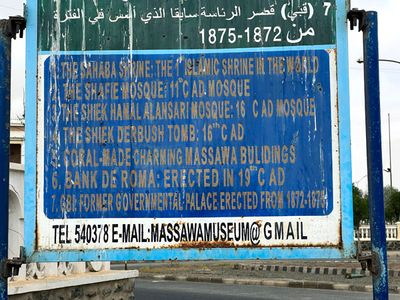 7 (قبي) قصر الرئاسة سابقا الذي أسس في الفترة
من 1872-1875
1. THE SAHABA SHRINE: THE 1ST ISLAMIC SHRINE IN THE WORLD
2. THE SHAFIE MOSQUE: 11TH C AD. MOSQUE
3. THE SHIEK HAMAL ALANSARI MOSQUE: 16 C AD MOSQUE
4. THE SHIEK DERBUSH TOMB: 16TH C AD
5. CORAL-MADE CHARMING MASSAWA BULIDINGS
6. BANK DE ROMA: ERECTED IN 19TH C AD
7. GBB FORMER GOVERNMENTAL PALACE ERECTED FROM 1872-1875
TEL 540378 E-MAIL:MASSAWAMUSEUM@GMAIL